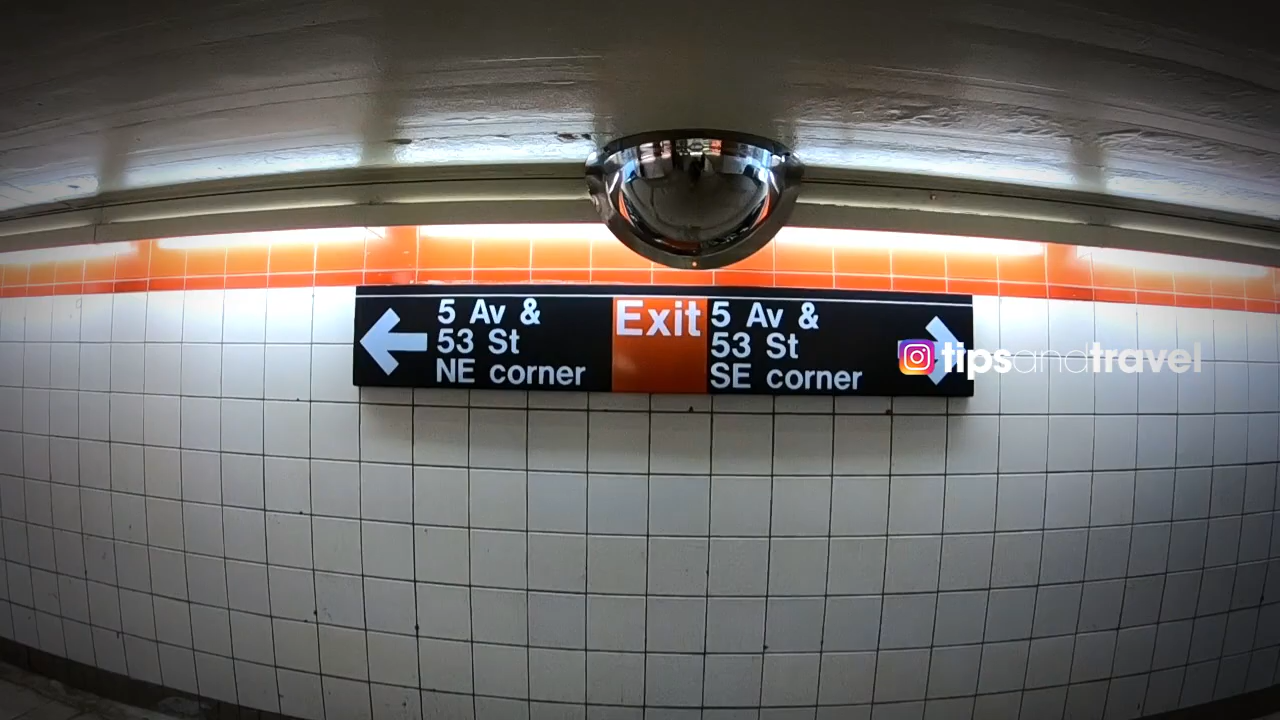 5 Av &
53 St
NE corner
Exit
5 Av &
53 St
SE corner
tipsandtravel